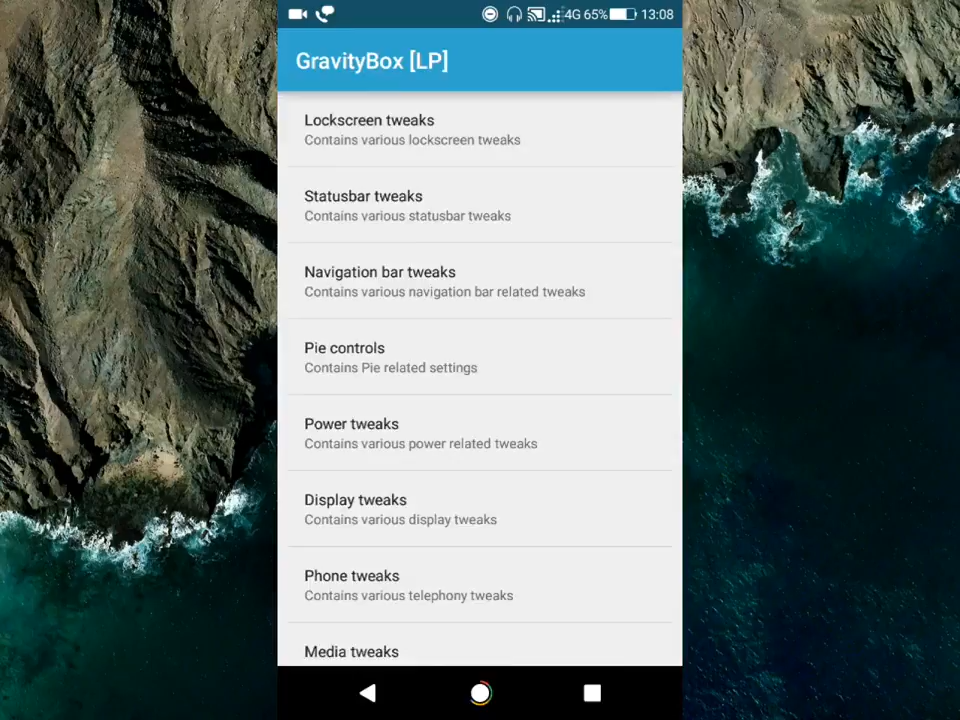 4G 65% 13:08
GravityBox [LP]
Lockscreen tweaks
Contains various lockscreen tweaks
Statusbar tweaks
Contains various statusbar tweaks
Navigation bar tweaks
Contains various navigation bar related tweaks
Pie controls
Contains Pie related settings
Power tweaks
Contains various power related tweaks
Display tweaks
Contains various display tweaks
Phone tweaks
Contains various telephony tweaks
Media tweaks